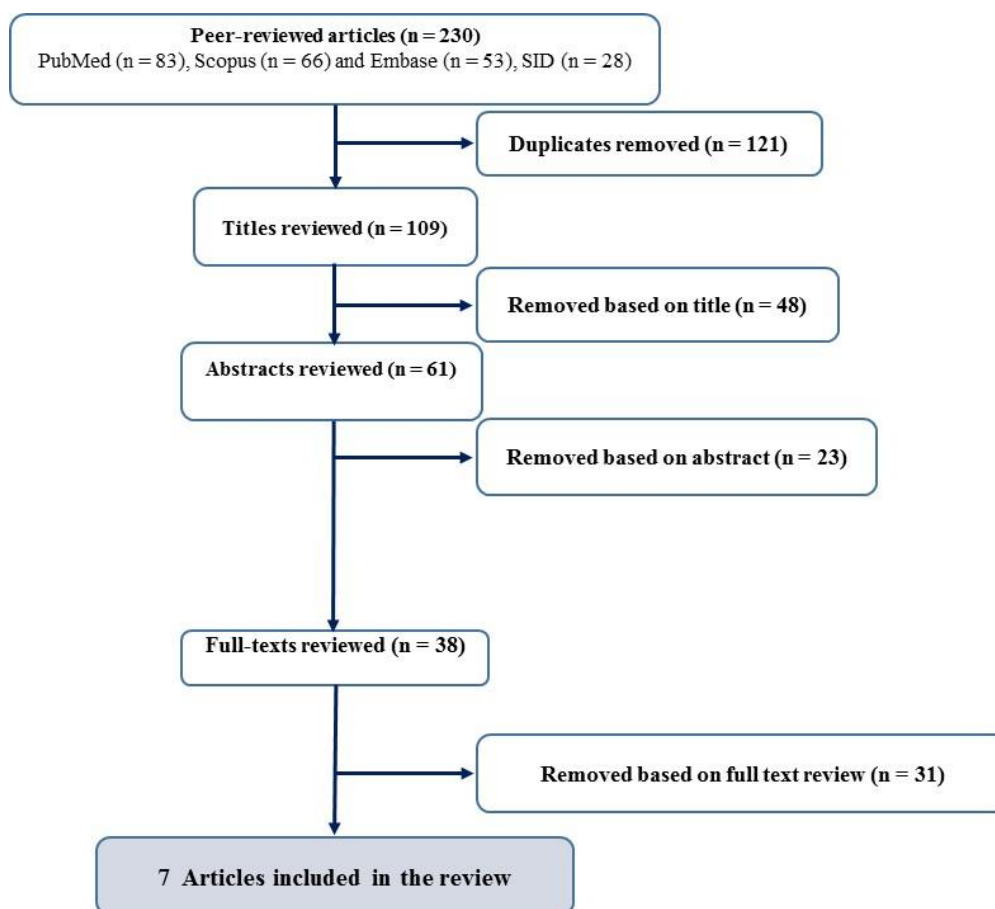 Peer-reviewed articles (n = 230)
PubMed (n = 83), Scopus (n = 66) and Embase (n = 53), SID (n = 28)
Duplicates removed (n = 121)
Titles reviewed (n = 109)
Removed based on title (n = 48)
Abstracts reviewed (n = 61)
Removed based on abstract (n = 23)
Full-texts reviewed (n = 38)
Removed based on full text review (n = 31)
7 Articles included in the review